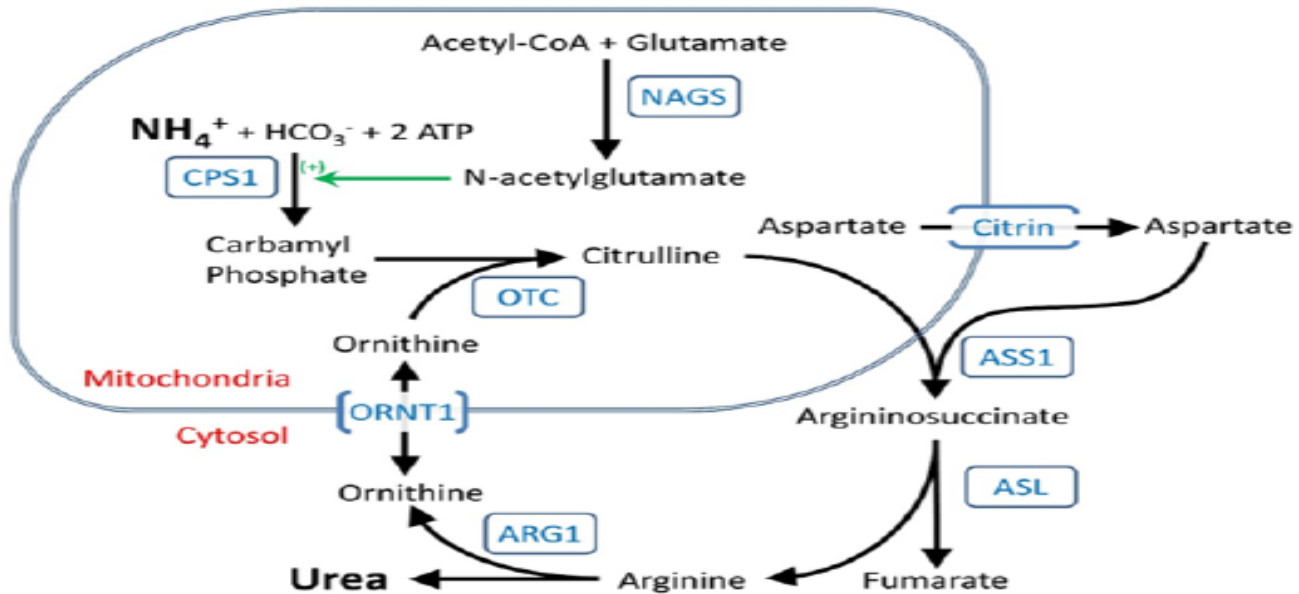 Acetyl-CoA + Glutamate
NAGS
NH₄⁺ + HCO₃⁻ + 2 ATP
CPS1
(+)
N-acetylglutamate
Aspartate
Citrin
Aspartate
Carbamyl
Phosphate
Citrulline
OTC
Ornithine
ASS1
Mitochondria
ORNT1
Argininosuccinate
Cytosol
Ornithine
ASL
ARG1
Urea
Arginine
Fumarate